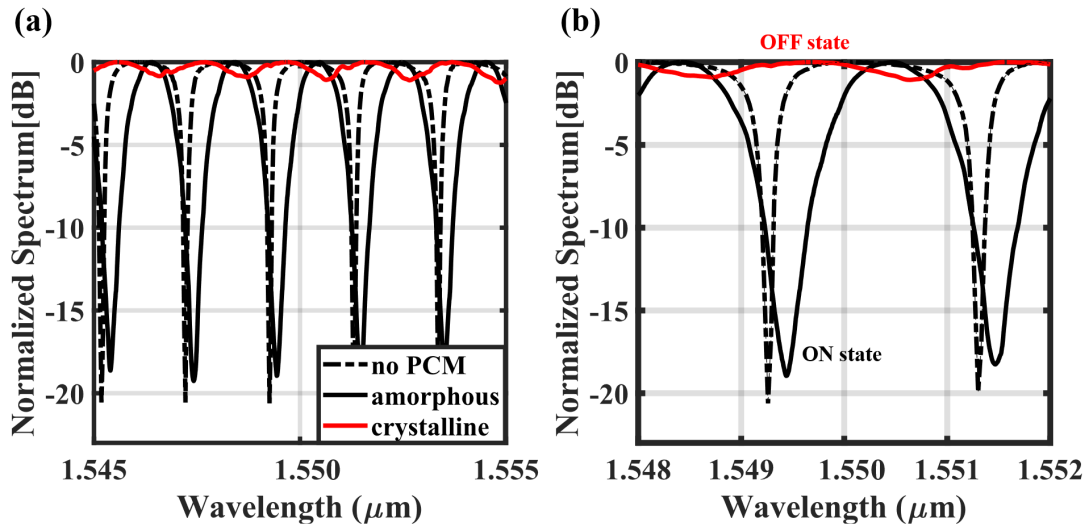 (a)
Normalized Spectrum[dB]
0
-5
-10
-15
-20
no PCM
amorphous
crystalline
1.545
1.550
1.555
Wavelength (μm)
(b)
Normalized Spectrum[dB]
0
-5
-10
-15
-20
OFF state
ON state
1.548
1.549
1.550
1.551
1.552
Wavelength (μm)